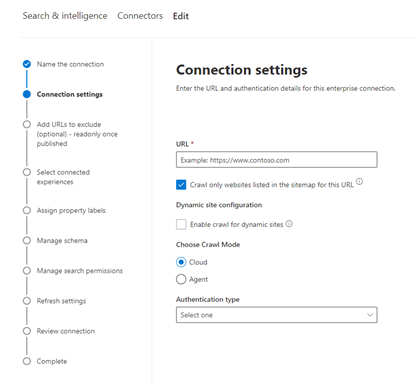 Search & intelligence Connectors Edit
Name the connection
Connection settings
Add URLs to exclude
(optional) - readonly once
published
Select connected
experiences
Assign property labels
Manage schema
Manage search permissions
Refresh settings
Review connection
Complete
Connection settings
Enter the URL and authentication details for this enterprise connection.
URL *
Example: https://www.contoso.com
Crawl only websites listed in the sitemap for this URL
Dynamic site configuration
Enable crawl for dynamic sites
Choose Crawl Mode
Cloud
Agent
Authentication type
Select one